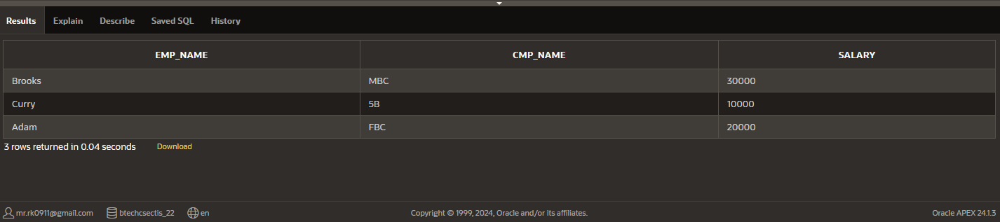 Results Explain Describe Saved SQL History
EMP_NAME CMP_NAME SALARY
Brooks MBC 30000
Curry 5B 10000
Adam FBC 20000
3 rows returned in 0.04 seconds Download
mr.rk0911@gmail.com btechcsectis_22 en Copyright © 1999, 2024, Oracle and/or its affiliates. Oracle APEX 24.1.3